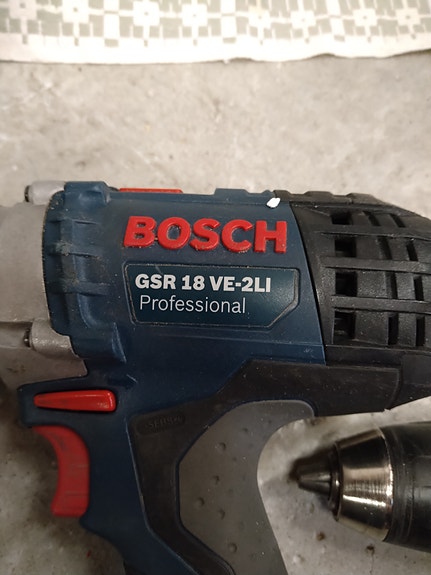 BOSCH
GSR 18 VE-2LI
Professional